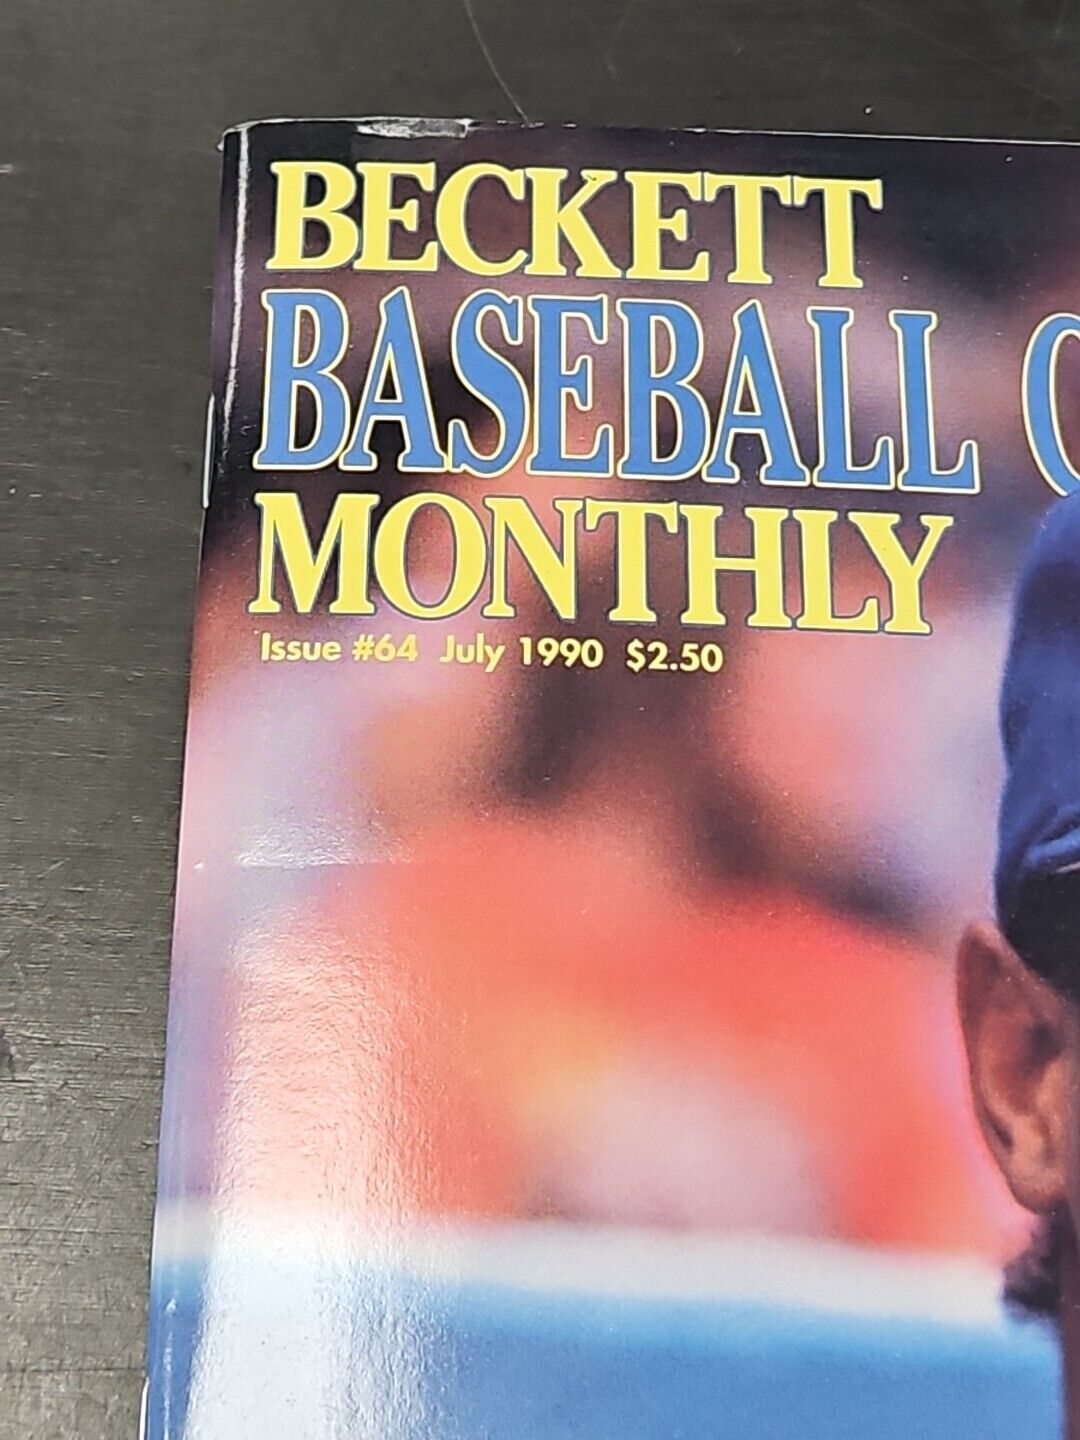 BECKETT
BASEBALL C
MONTHLY
Issue #64 July 1990 $2.50